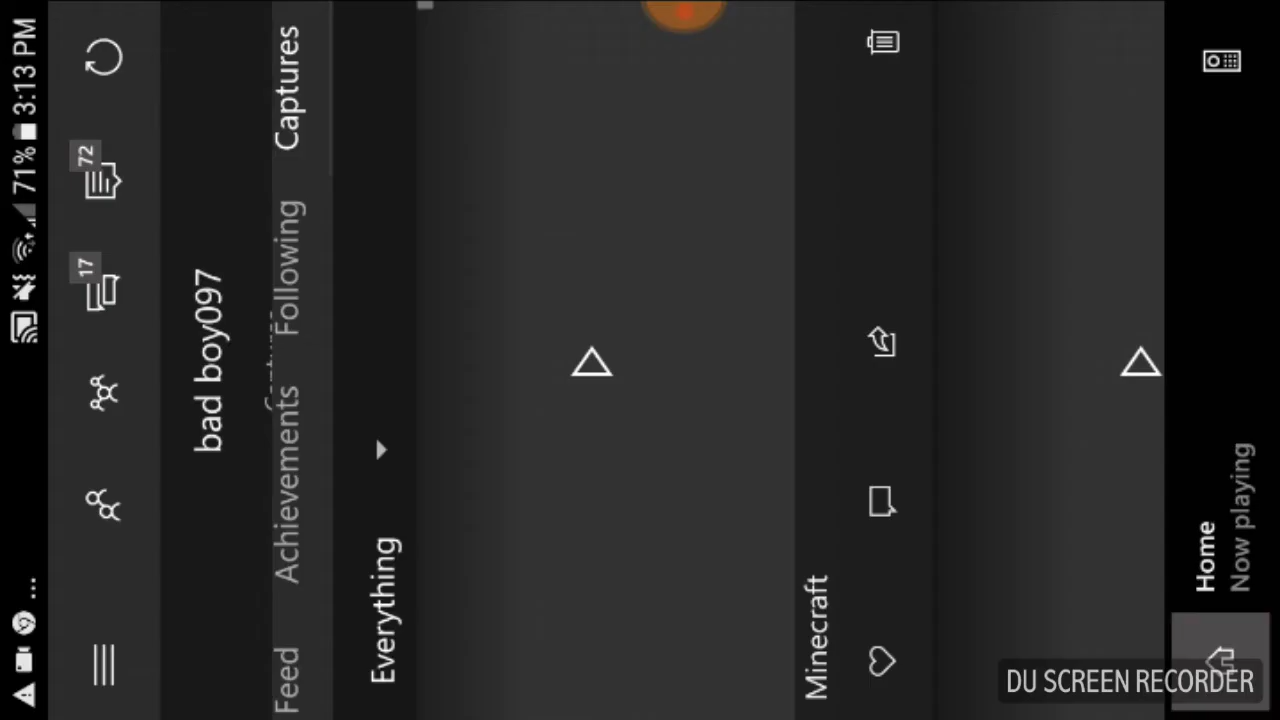 ... 71% 3:13 PM
17
72
bad boy097
Feed Achievements Following Captures
Everything
Minecraft
Home
Now playing
DU SCREEN RECORDER